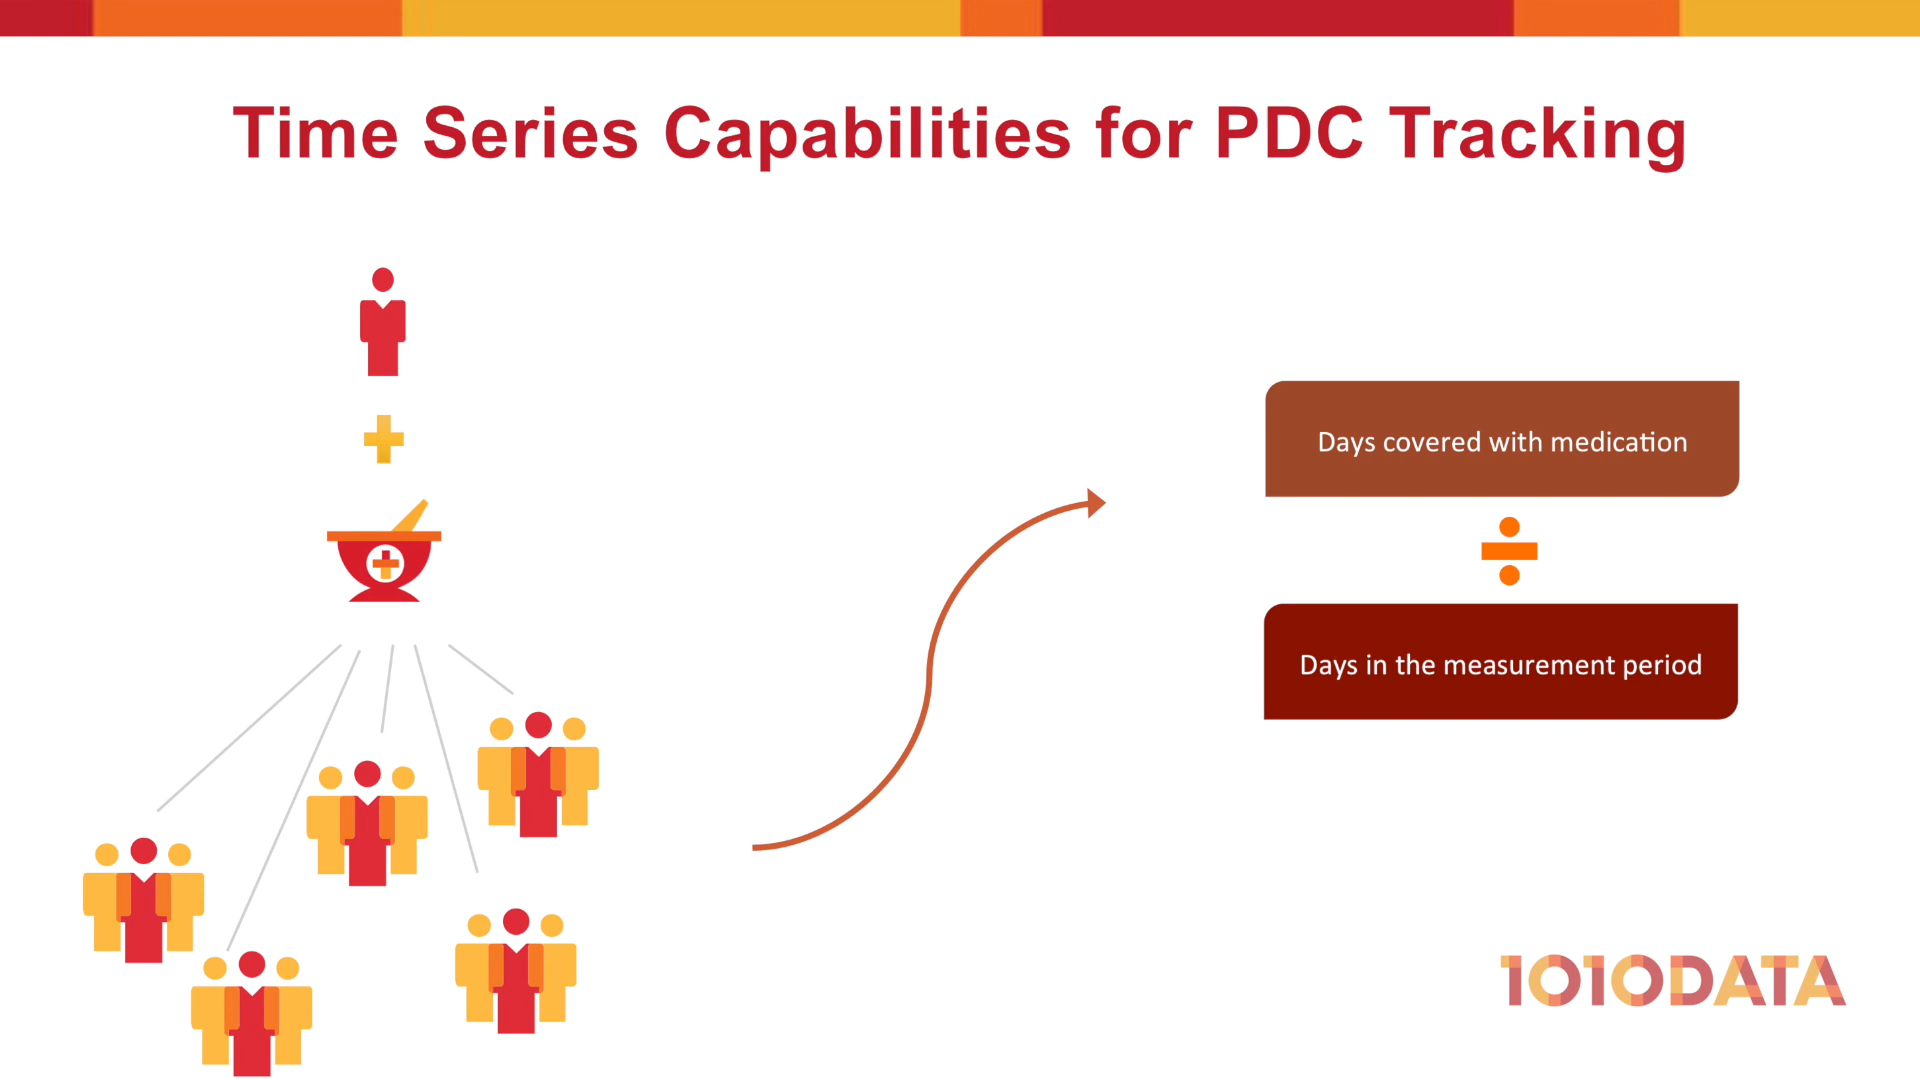 Time Series Capabilities for PDC Tracking
Days covered with medication
Days in the measurement period
1010DATA